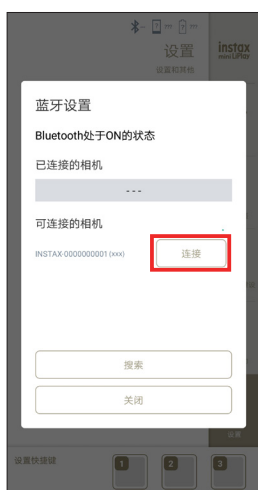 设置
设置和其他
instax
mini LiPlay
蓝牙设置
Bluetooth处于ON的状态
已连接的相机
---
可连接的相机
INSTAX-0000000001 (xxx)
连接
搜索
关闭
设置
设置快捷键
1
2
3